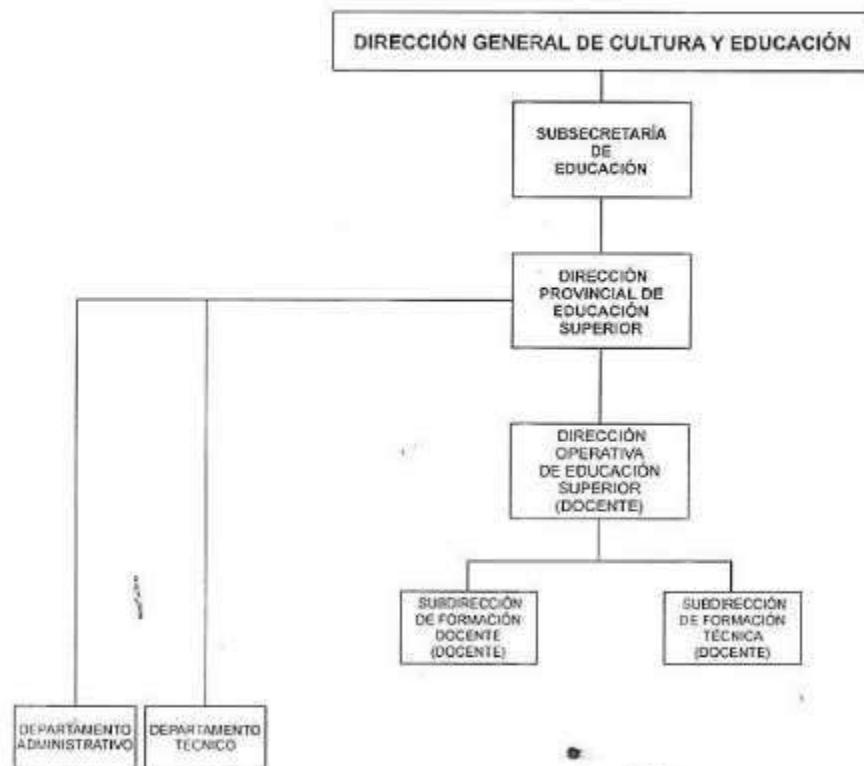 DIRECCIÓN GENERAL DE CULTURA Y EDUCACIÓN
SUBSECRETARÍA
DE
EDUCACIÓN
DIRECCIÓN
PROVINCIAL DE
EDUCACIÓN
SUPERIOR
DIRECCIÓN
OPERATIVA
DE EDUCACIÓN
SUPERIOR
(DOCENTE)
SUBDIRECCIÓN
DE FORMACIÓN
DOCENTE
(DOCENTE)
SUBDIRECCIÓN
DE FORMACIÓN
TÉCNICA
(DOCENTE)
DEPARTAMENTO
ADMINISTRATIVO
DEPARTAMENTO
TECNICO